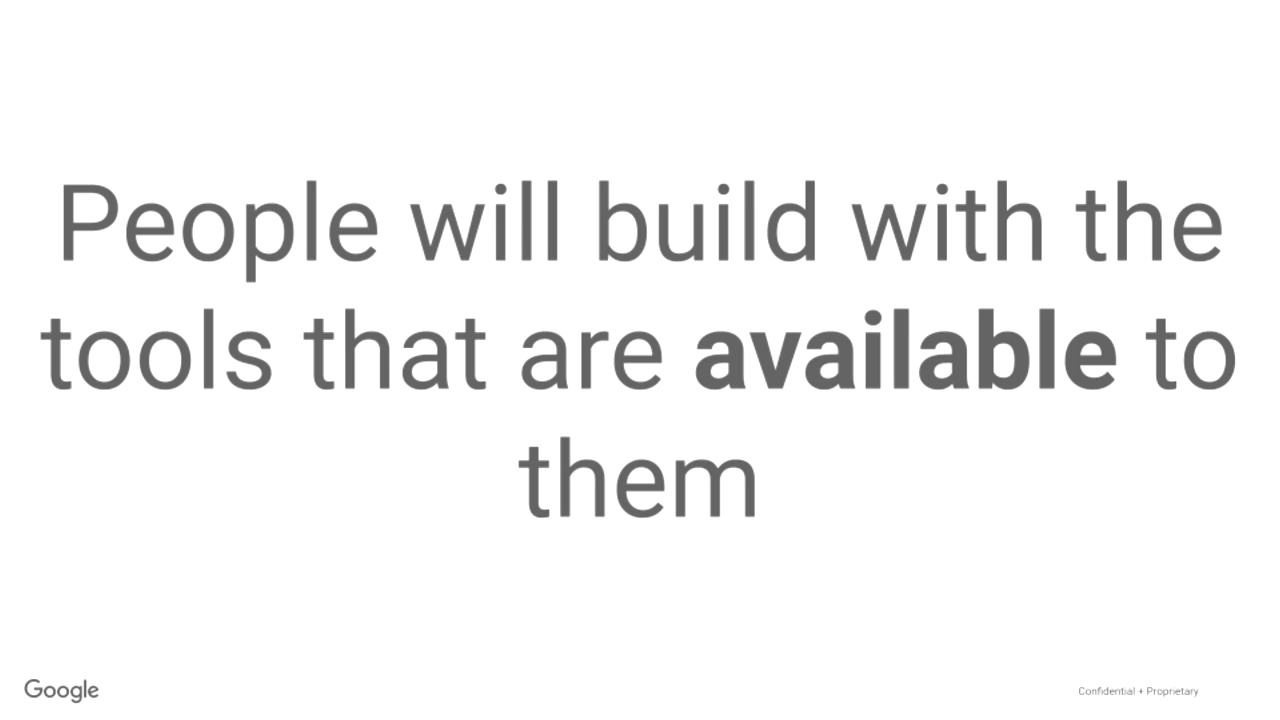 People will build with the
tools that are available to
them
Google
Confidential + Proprietary